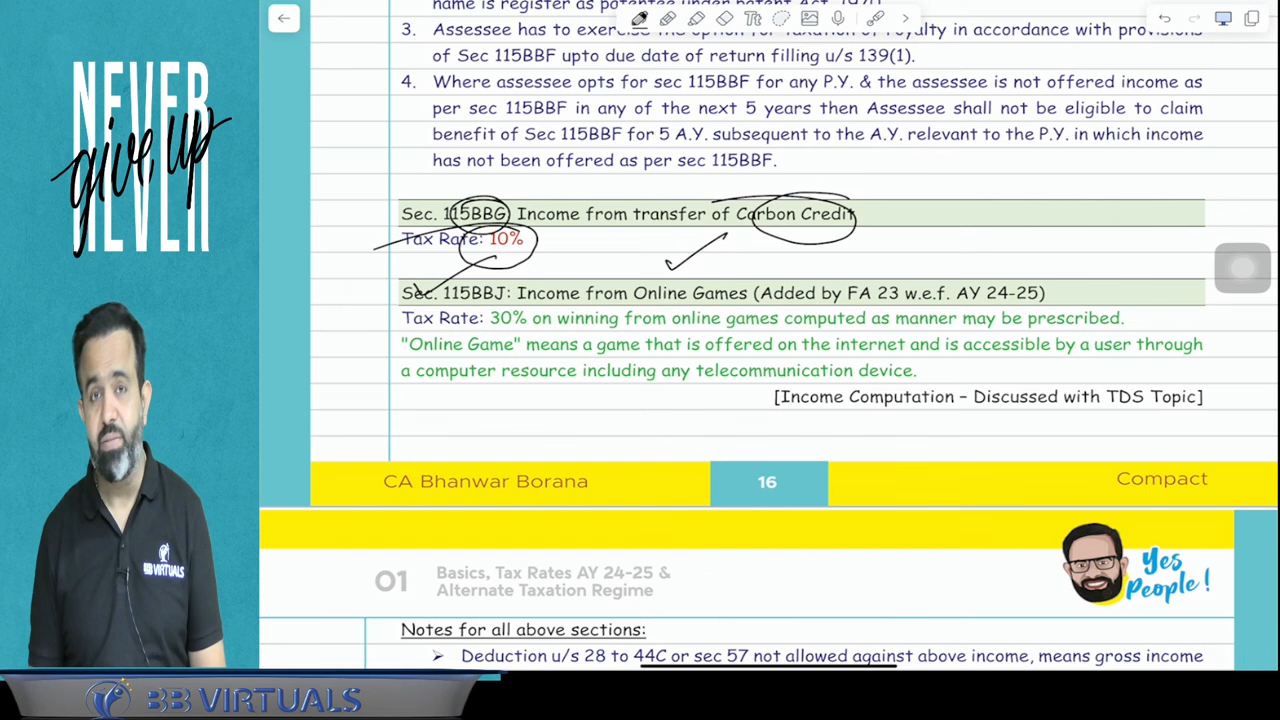 name is register as patentee under patent Act, 1970.
3. Assessee has to exercise the option for Taxation of royalty in accordance with provisions
of Sec 115BBF upto due date of return filling u/s 139(1).
4. Where assessee opts for sec 115BBF for any P.Y. & the assessee is not offered income as
per sec 115BBF in any of the next 5 years then Assessee shall not be eligible to claim
benefit of Sec 115BBF for 5 A.Y. subsequent to the A.Y. relevant to the P.Y. in which income
has not been offered as per sec 115BBF.
Sec. 115BBG Income from transfer of Carbon Credit
Tax Rate: 10%
Sec. 115BBJ: Income from Online Games (Added by FA 23 w.e.f. AY 24-25)
Tax Rate: 30% on winning from online games computed as manner may be prescribed.
"Online Game" means a game that is offered on the internet and is accessible by a user through
a computer resource including any telecommunication device.
[Income Computation – Discussed with TDS Topic]
CA Bhanwar Borana 16 Compact
01 Basics, Tax Rates AY 24-25 &
Alternate Taxation Regime
Yes
People !
Notes for all above sections:
➢ Deduction u/s 28 to 44C or sec 57 not allowed against above income, means gross income
NEVER
give up
NEVER
BB VIRTUALS
BB VIRTUALS